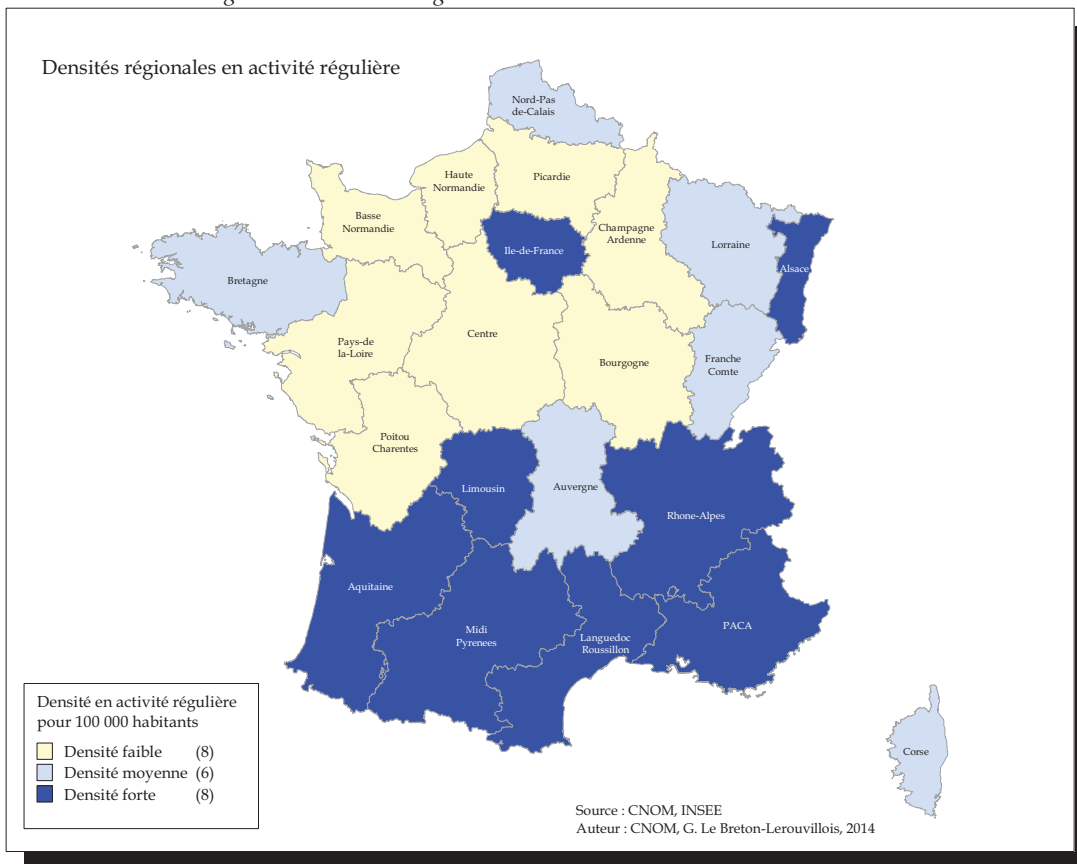 Densités régionales en activité régulière
Nord-Pas
de-Calais
Haute
Normandie
Picardie
Basse
Normandie
Champagne
Ardenne
Ile-de-France
Lorraine
Alsace
Bretagne
Pays-de
la-Loire
Centre
Bourgogne
Franche
Comte
Poitou
Charentes
Limousin
Auvergne
Rhone-Alpes
Aquitaine
Midi
Pyrenees
Languedoc
Roussillon
PACA
Corse
Densité en activité régulière
pour 100 000 habitants
Densité faible (8)
Densité moyenne (6)
Densité forte (8)
Source : CNOM, INSEE
Auteur : CNOM, G. Le Breton-Lerouvillois, 2014